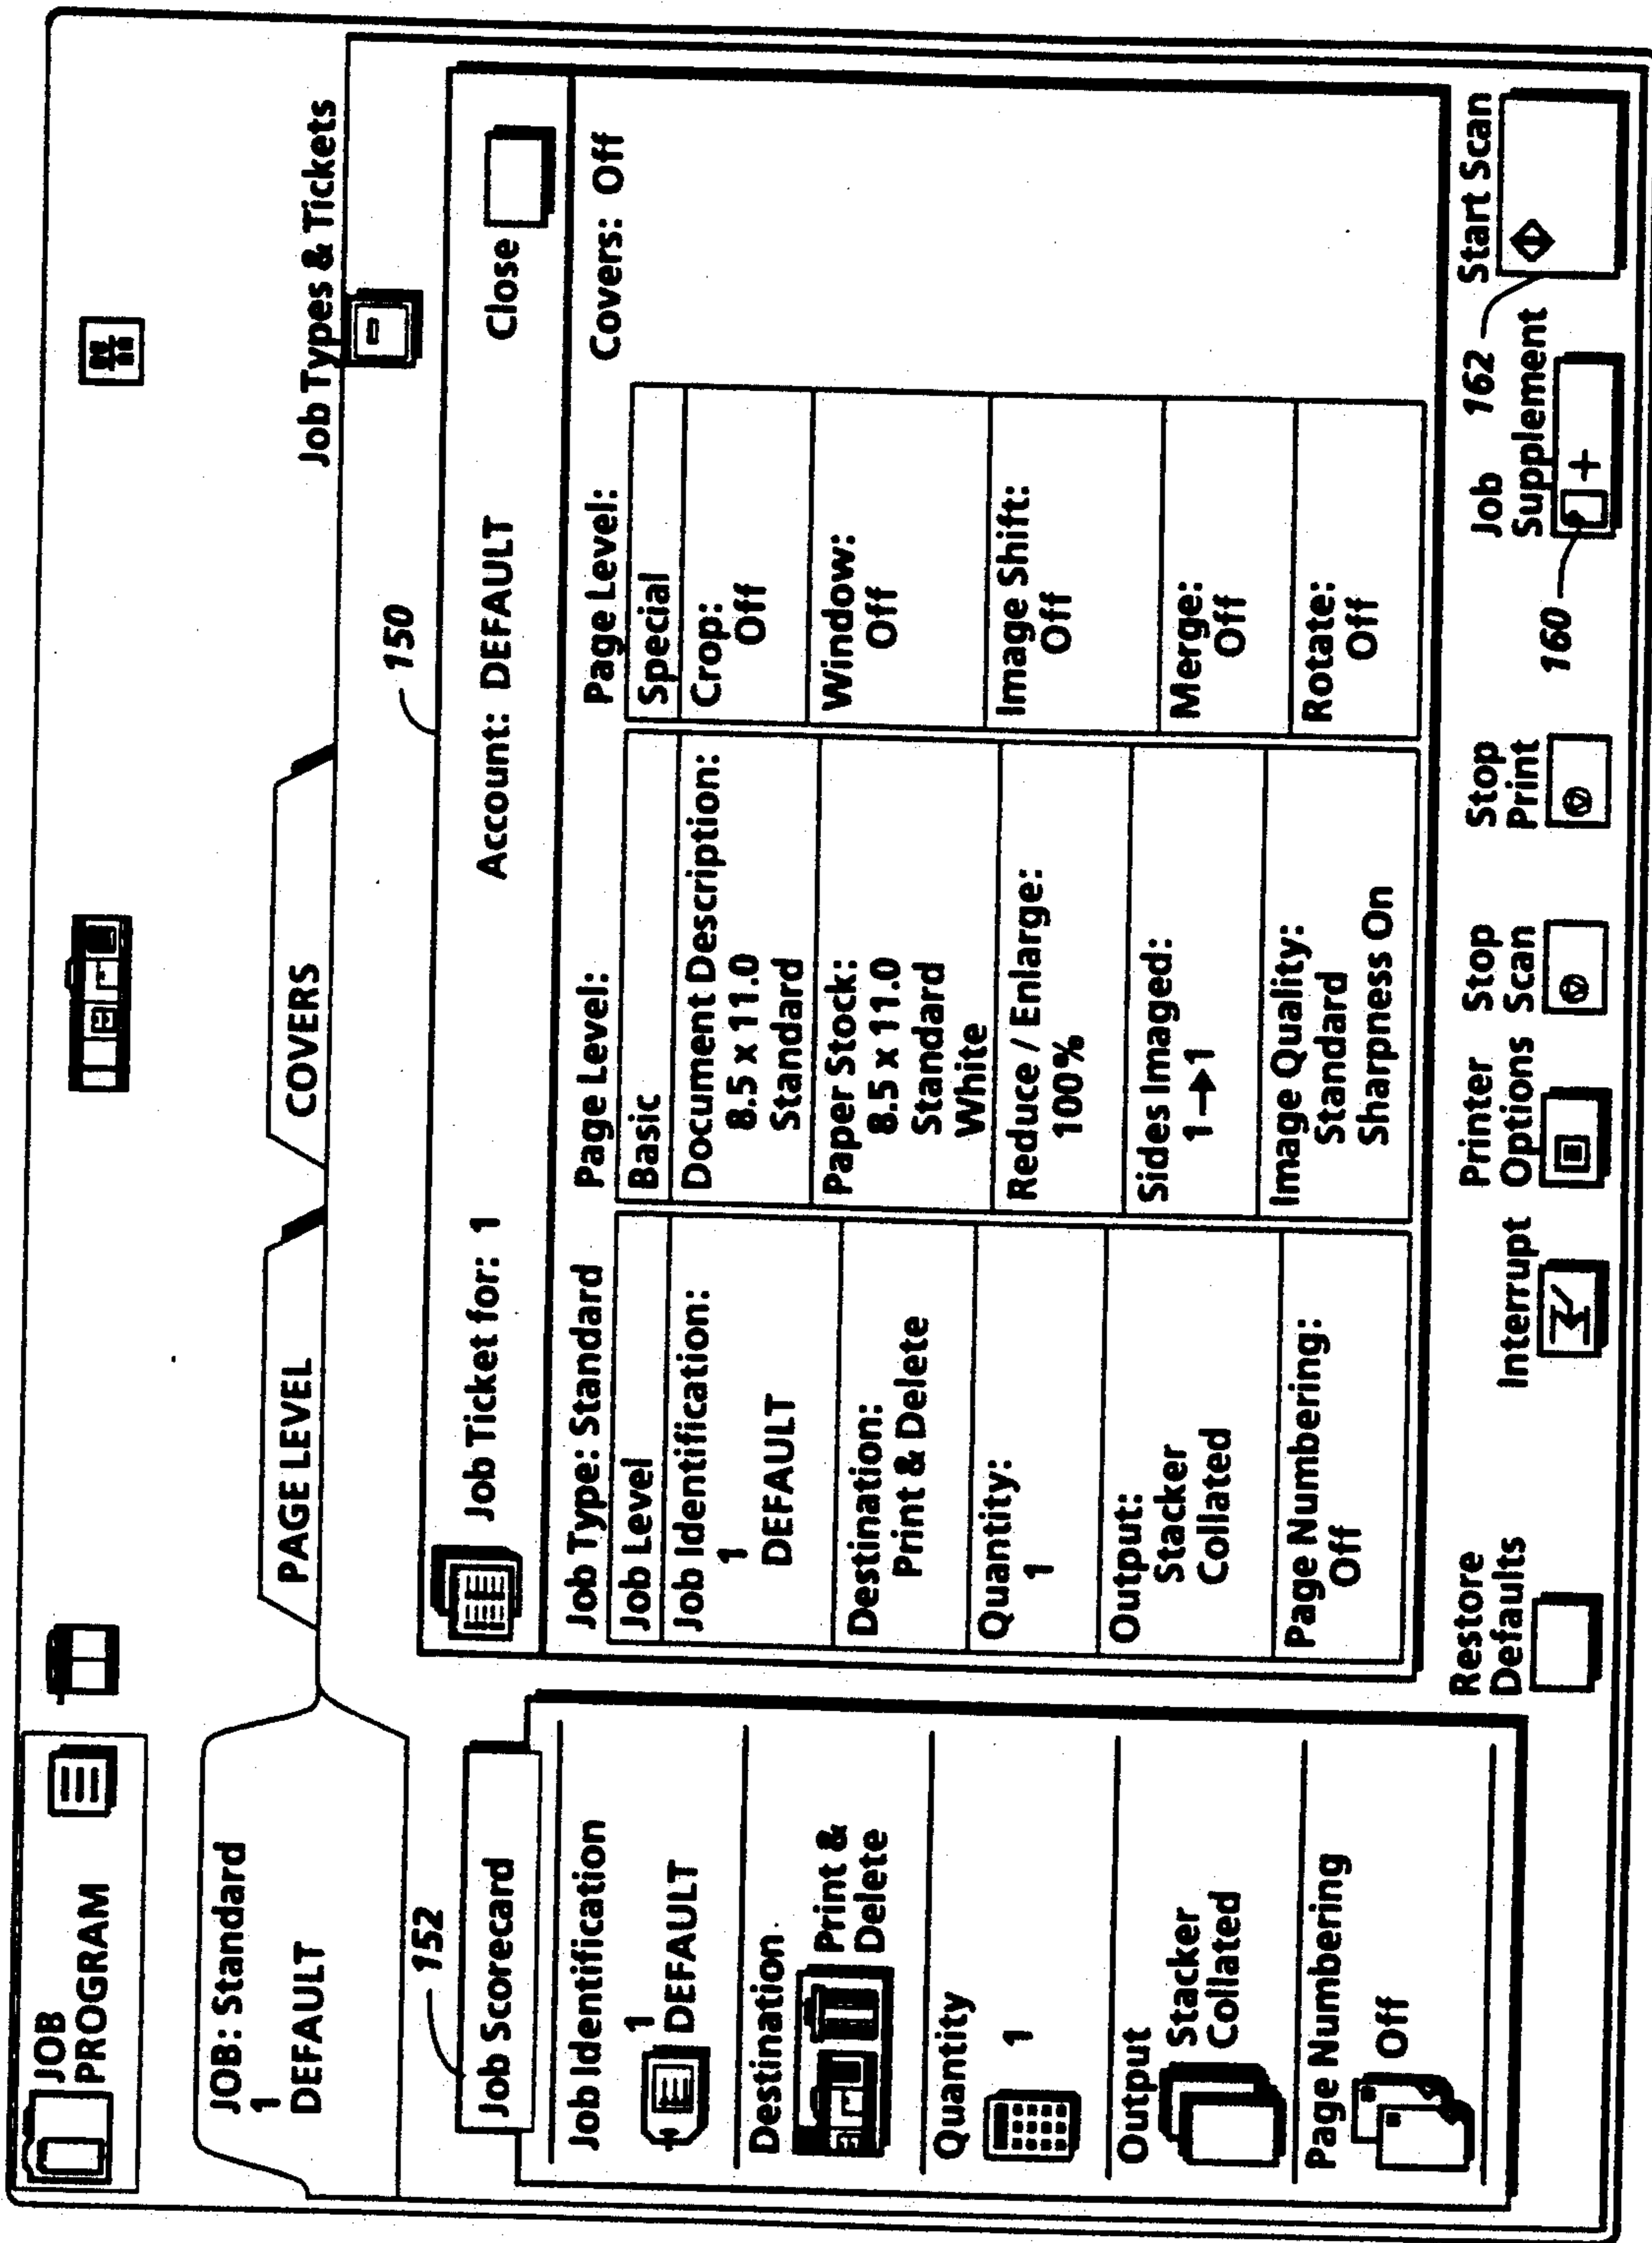 JOB
PROGRAM
JOB: Standard
1
DEFAULT
PAGE LEVEL
COVERS
Job Types & Tickets
152
150
Job Scorecard
Job Identification
1
DEFAULT
Destination
Print &
Delete
Quantity
1
Output
Stacker
Collated
Page Numbering
Off
Job Ticket for: 1
Account: DEFAULT
Close
Job Type: Standard
Job Level
Job Identification:
1
DEFAULT
Destination:
Print & Delete
Quantity:
1
Output:
Stacker
Collated
Page Numbering:
Off
Page Level:
Basic
Document Description:
8.5 x 11.0
Standard
Paper Stock:
8.5 x 11.0
Standard
White
Reduce / Enlarge:
100%
Sides Imaged:
1→1
Image Quality:
Standard
Sharpness On
Page Level:
Special
Crop:
Off
Window:
Off
Image Shift:
Off
Merge:
Off
Rotate:
Off
Covers: Off
Restore
Defaults
Interrupt
Printer
Options
Stop
Scan
Stop
Print
Job
Supplement
160
162
Start Scan